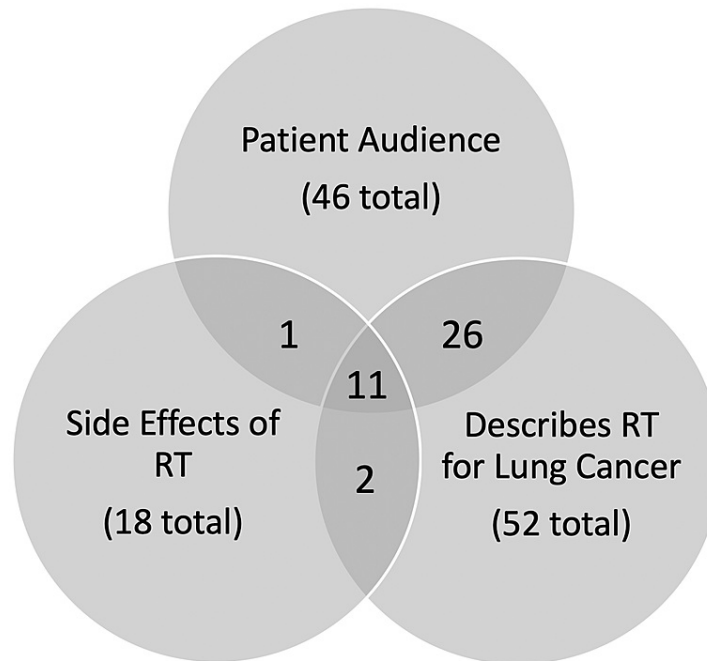 Patient Audience
(46 total)
1
26
11
Side Effects of
RT
(18 total)
2
Describes RT
for Lung Cancer
(52 total)